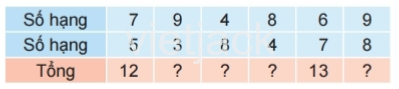 Số hạng 7 9 4 8 6 9
Số hạng 5 3 8 4 7 8
Tổng 12 ? ? ? 13 ?
vietjack